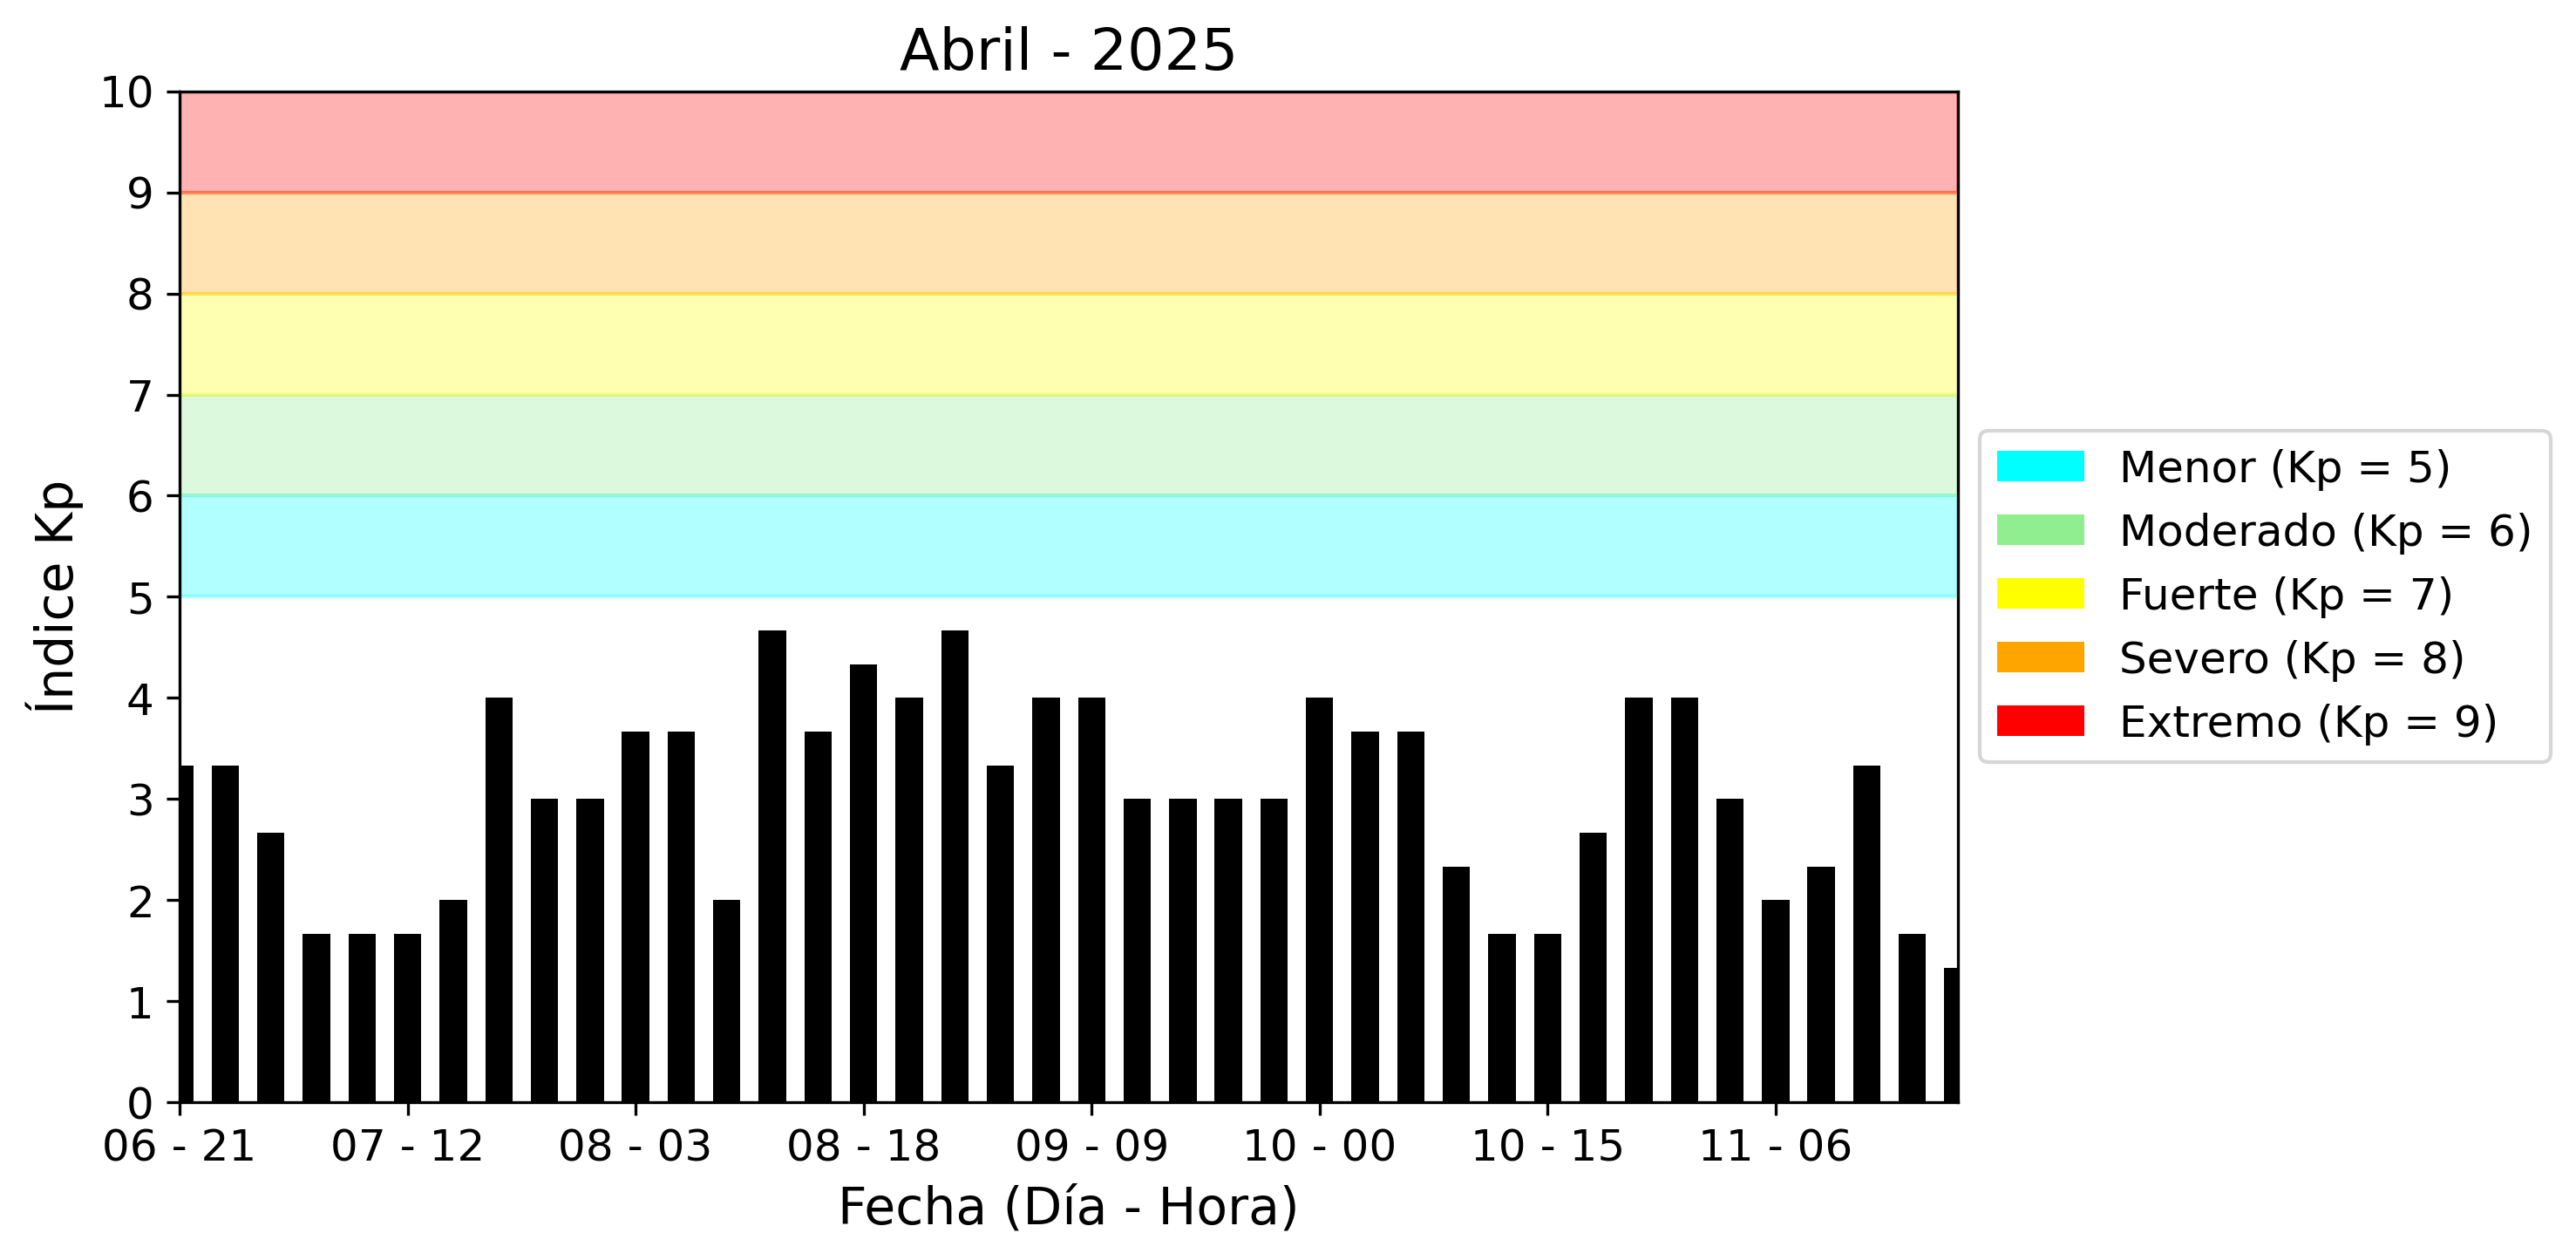 Abril - 2025
10
9
8
7
6
5
4
3
2
1
0
Índice Kp
06 - 21
07 - 12
08 - 03
08 - 18
09 - 09
10 - 00
10 - 15
11 - 06
Fecha (Día - Hora)
Menor (Kp = 5)
Moderado (Kp = 6)
Fuerte (Kp = 7)
Severo (Kp = 8)
Extremo (Kp = 9)